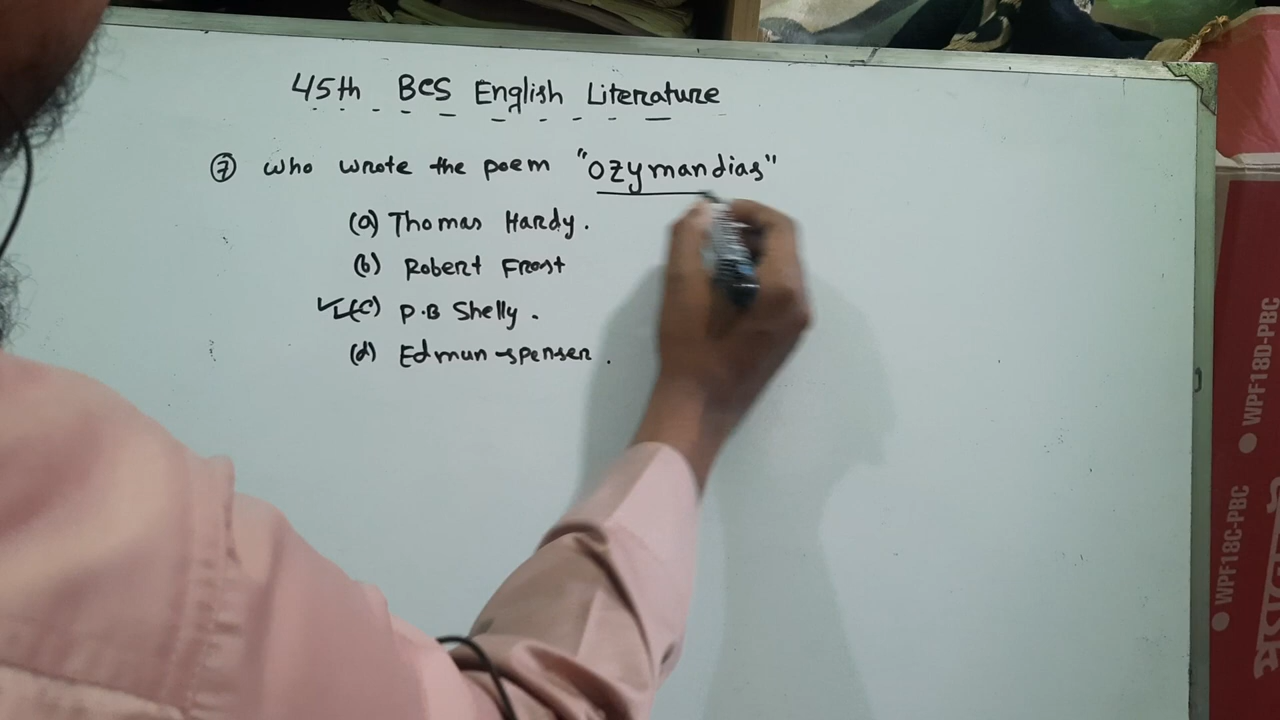 45th BCS English Literature
⑦ who wrote the poem "Ozymandias"
(a) Thomas Hardy.
(b) Robert Frost
(c) P.B Shelly.
(d) Edmun spenser.
WPF18D-PBC
WPF18C-PBC